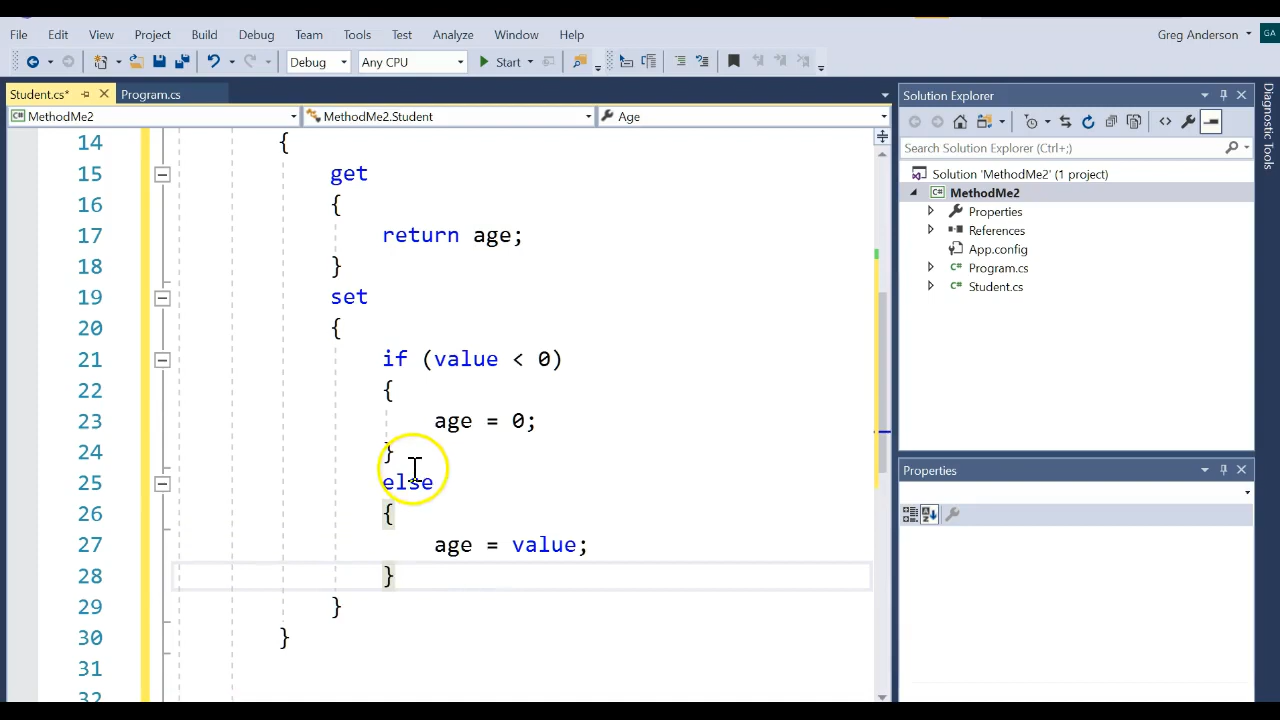 File Edit View Project Build Debug Team Tools Test Analyze Window Help Greg Anderson GA
Debug Any CPU Start
Student.cs* Program.cs
MethodMe2 MethodMe2.Student Age
14 {
15 get
16 {
17 return age;
18 }
19 set
20 {
21 if (value < 0)
22 {
23 age = 0;
24 }
25 else
26 {
27 age = value;
28 }
29 }
30 }
31
32
Solution Explorer
Search Solution Explorer (Ctrl+;)
Solution 'MethodMe2' (1 project)
MethodMe2
Properties
References
App.config
Program.cs
Student.cs
Properties
Diagnostic Tools